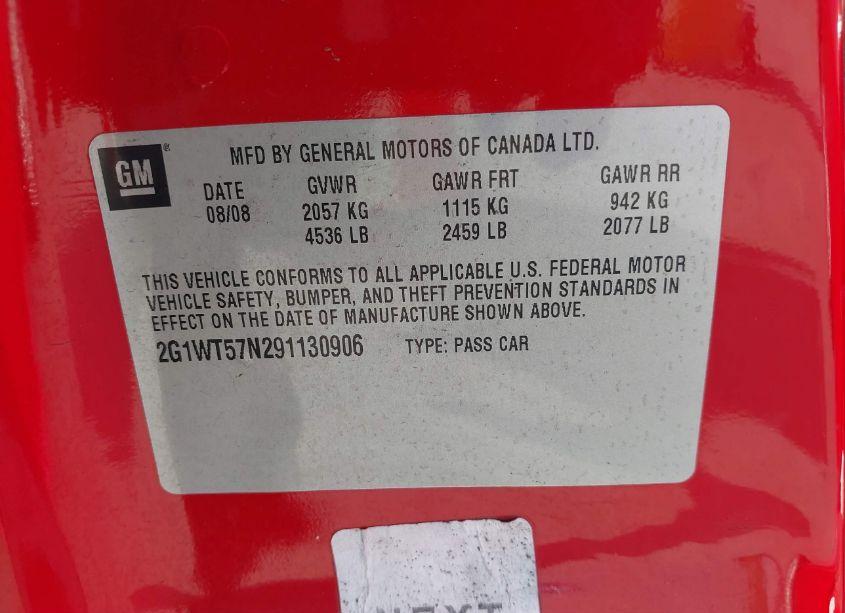 GM
MFD BY GENERAL MOTORS OF CANADA LTD.
DATE GVWR GAWR FRT GAWR RR
08/08 2057 KG 1115 KG 942 KG
4536 LB 2459 LB 2077 LB
THIS VEHICLE CONFORMS TO ALL APPLICABLE U.S. FEDERAL MOTOR
VEHICLE SAFETY, BUMPER, AND THEFT PREVENTION STANDARDS IN
EFFECT ON THE DATE OF MANUFACTURE SHOWN ABOVE.
2G1WT57N291130906 TYPE: PASS CAR
NEXT